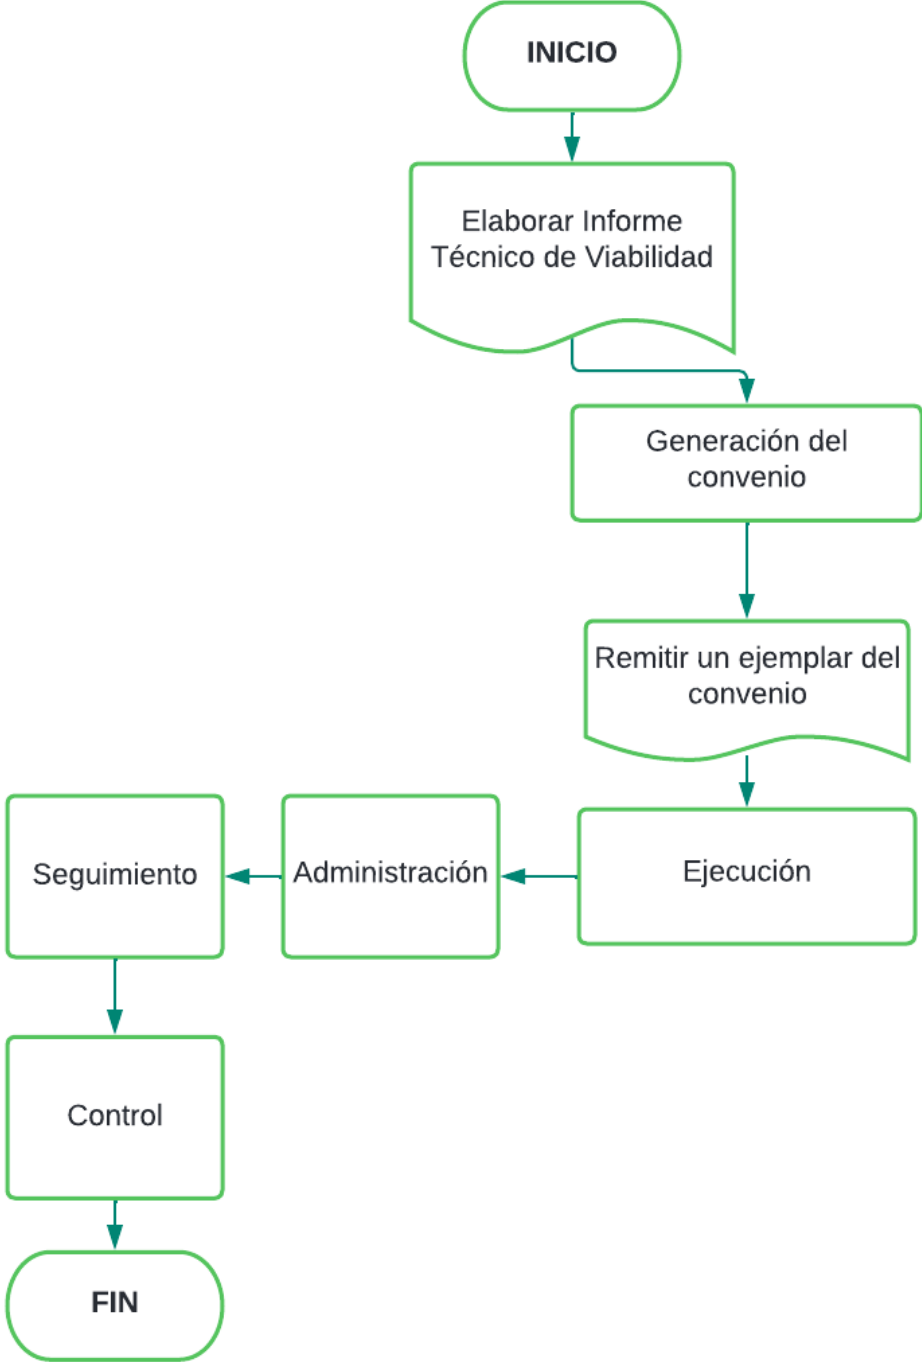 INICIO
Elaborar Informe
Técnico de Viabilidad
Generación del
convenio
Remitir un ejemplar del
convenio
Ejecución
Administración
Seguimiento
Control
FIN